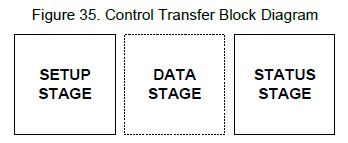 Figure 35. Control Transfer Block Diagram
SETUP DATA STATUS
STAGE STAGE STAGE